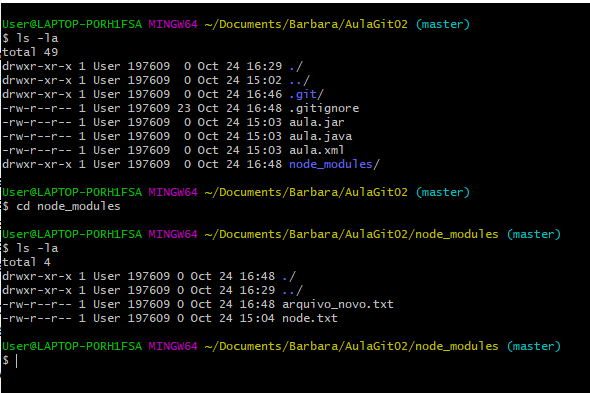 User@LAPTOP-P0RH1FSA MINGW64 ~/Documents/Barbara/AulaGit02 (master)
$ ls -la
total 49
drwxr-xr-x 1 User 197609  0 Oct 24 16:29 ./
drwxr-xr-x 1 User 197609  0 Oct 24 15:02 ../
drwxr-xr-x 1 User 197609  0 Oct 24 16:46 .git/
-rw-r--r-- 1 User 197609 23 Oct 24 16:48 .gitignore
-rw-r--r-- 1 User 197609  0 Oct 24 15:03 aula.jar
-rw-r--r-- 1 User 197609  0 Oct 24 15:03 aula.java
-rw-r--r-- 1 User 197609  0 Oct 24 15:03 aula.xml
drwxr-xr-x 1 User 197609  0 Oct 24 16:48 node_modules/
User@LAPTOP-P0RH1FSA MINGW64 ~/Documents/Barbara/AulaGit02 (master)
$ cd node_modules
User@LAPTOP-P0RH1FSA MINGW64 ~/Documents/Barbara/AulaGit02/node_modules (master)
$ ls -la
total 4
drwxr-xr-x 1 User 197609 0 Oct 24 16:48 ./
drwxr-xr-x 1 User 197609 0 Oct 24 16:29 ../
-rw-r--r-- 1 User 197609 0 Oct 24 16:48 arquivo_novo.txt
-rw-r--r-- 1 User 197609 0 Oct 24 15:04 node.txt
User@LAPTOP-P0RH1FSA MINGW64 ~/Documents/Barbara/AulaGit02/node_modules (master)
$